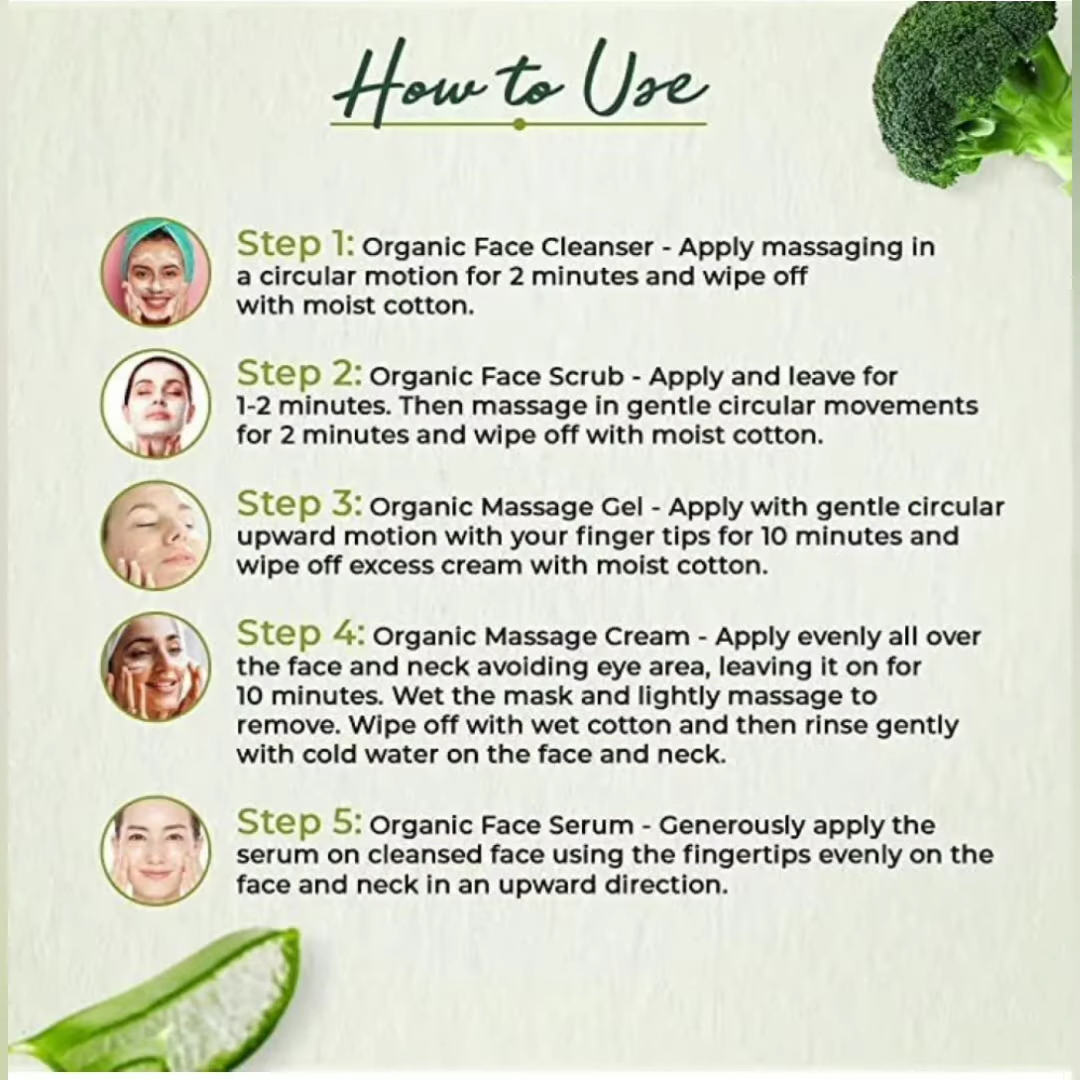 How to Use
Step 1: Organic Face Cleanser - Apply massaging in
a circular motion for 2 minutes and wipe off
with moist cotton.
Step 2: Organic Face Scrub - Apply and leave for
1-2 minutes. Then massage in gentle circular movements
for 2 minutes and wipe off with moist cotton.
Step 3: Organic Massage Gel - Apply with gentle circular
upward motion with your finger tips for 10 minutes and
wipe off excess cream with moist cotton.
Step 4: Organic Massage Cream - Apply evenly all over
the face and neck avoiding eye area, leaving it on for
10 minutes. Wet the mask and lightly massage to
remove. Wipe off with wet cotton and then rinse gently
with cold water on the face and neck.
Step 5: Organic Face Serum - Generously apply the
serum on cleansed face using the fingertips evenly on the
face and neck in an upward direction.